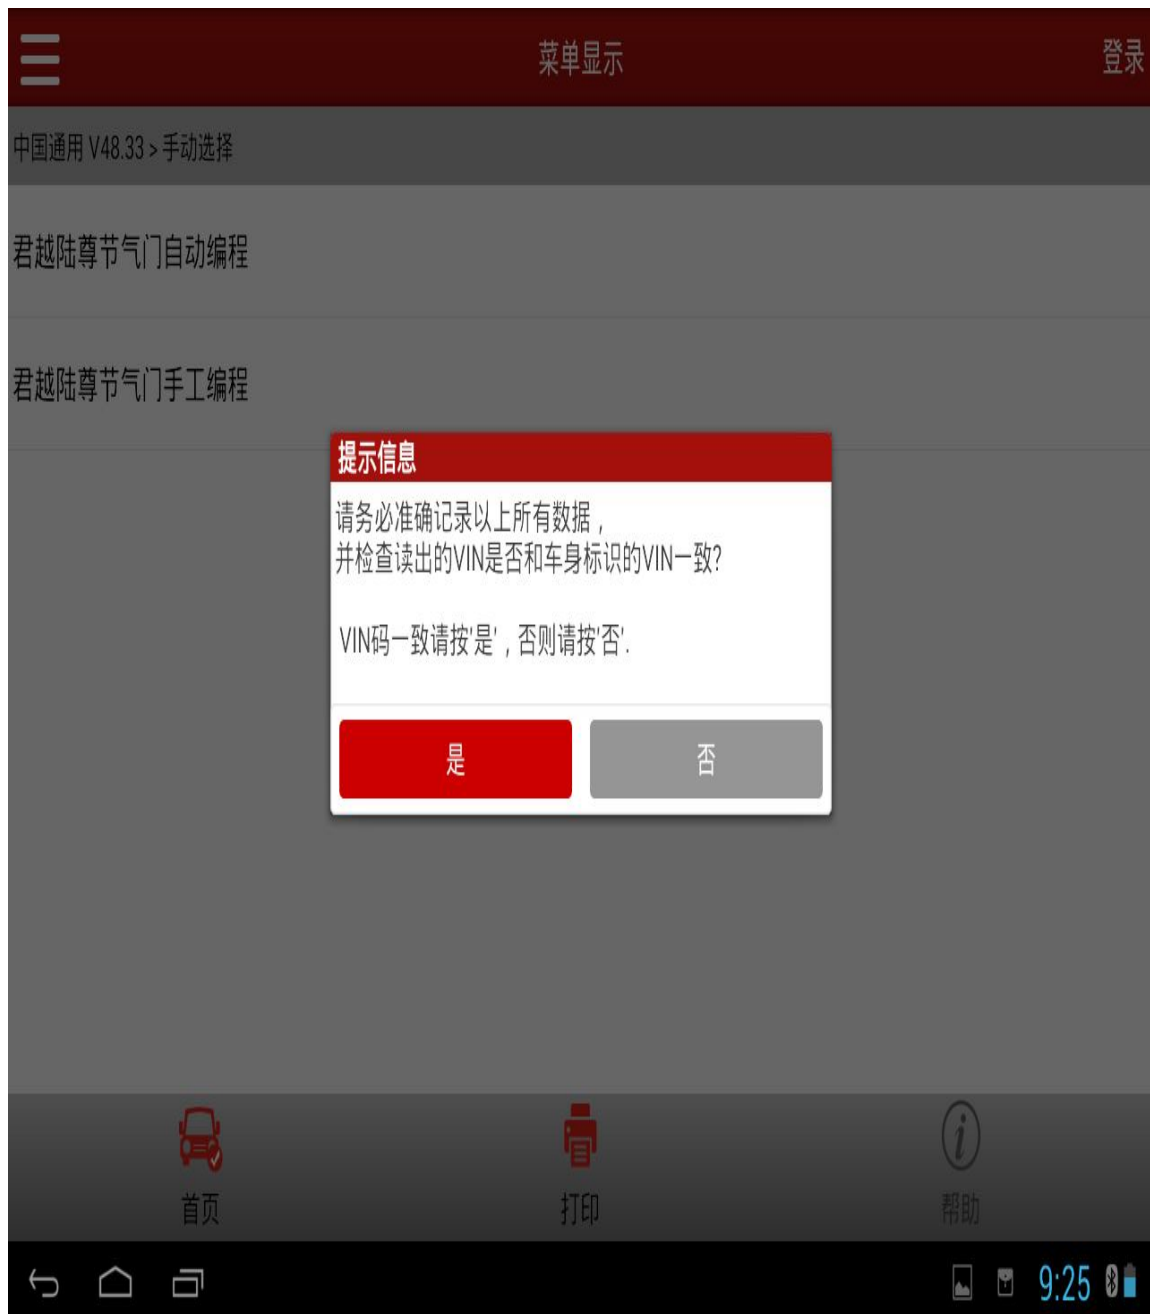 菜单显示
登录
中国通用 V48.33 > 手动选择
君越陆尊节气门自动编程
君越陆尊节气门手工编程
提示信息
请务必准确记录以上所有数据，
并检查读出的VIN是否和车身标识的VIN一致?
VIN码一致请按'是'，否则请按'否'.
是
否
首页
打印
帮助
9:25